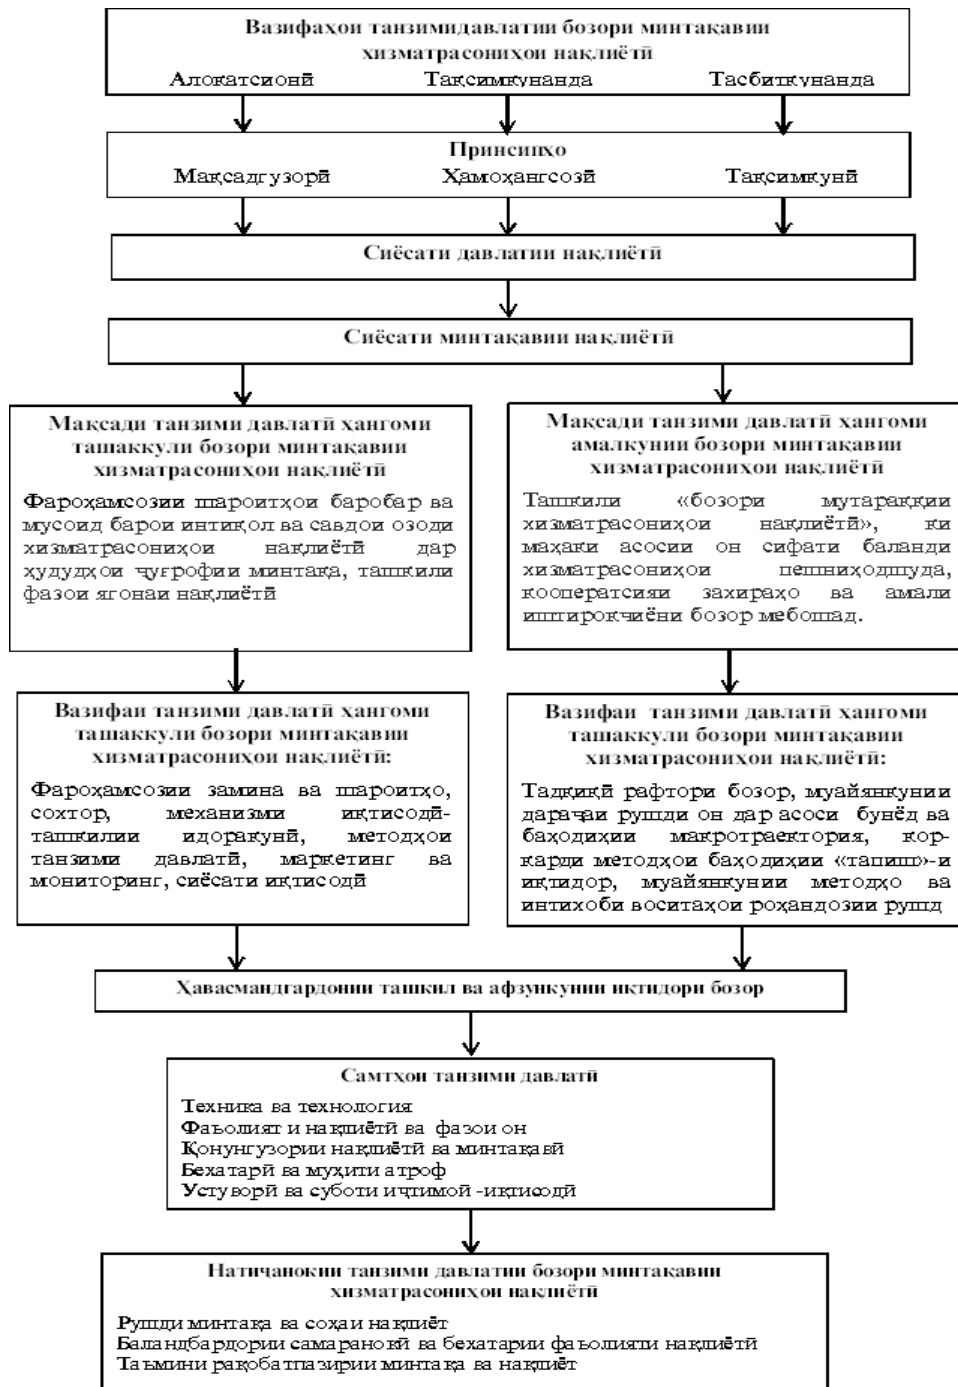 Вазифаҳои танзимидавлатии бозори минтақавии
хизматрасониҳои нақлиётӣ
Алокатсионӣ Тақсимкунанда Тасбиткунанда
Принсипҳо
Мақсадгузорӣ Ҳамоҳангсозӣ Тақсимкунӣ
Сиёсати давлатии нақлиётӣ
Сиёсати минтақавии нақлиётӣ
Мақсади танзими давлатӣ ҳангоми
ташаккули бозори минтақавии
хизматрасониҳои нақлиётӣ
Фароҳамсозии шароитҳои баробар ва
мусоид барои интиқол ва савдои озоди
хизматрасониҳои нақлиётӣ дар
ҳудудҳои ҷуғрофии минтақа, ташкили
фазои ягонаи нақлиётӣ
Мақсади танзими давлатӣ ҳангоми
амалкунии бозори минтақавии
хизматрасониҳои нақлиётӣ
Ташкили «бозори мутараққии
хизматрасониҳои нақлиётӣ», ки
маҳаки асосии он сифати баланди
хизматрасониҳои пешниҳодшуда,
кооператсияи захираҳо ва амали
иштирокчиёни бозор мебошад.
Вазифаи танзими давлатӣ ҳангоми
ташаккули бозори минтақавии
хизматрасониҳои нақлиётӣ:
Фароҳамсозии замина ва шароитҳо,
сохтор, механизми иқтисодӣ-
ташкилии идоракунӣ, методҳои
танзими давлатӣ, маркетинг ва
мониторинг, сиёсати иқтисодӣ
Вазифаи танзими давлатӣ ҳангоми
ташаккули бозори минтақавии
хизматрасониҳои нақлиётӣ:
Тадқиқӣ рафтори бозор, муайянкунии
дараҷаи рушди он дар асоси бунёд ва
баҳодиҳии макротраектория, кор-
карди методҳои баҳодиҳии «тапиш»-и
иқтидор, муайянкунии методҳо ва
интихоби воситаҳои роҳандозии рушд
Ҳавасмандгардонии ташкил ва афзункунии иқтидори бозор
Самтҳои танзими давлатӣ
Техника ва технология
Фаъолият и нақлиётӣ ва фазои он
Қонунгузории нақлиётӣ ва минтақавӣ
Бехатарӣ ва муҳити атроф
Устуворӣ ва суботи иҷтимоӣ -иқтисодӣ
Натиҷанокии танзими давлатии бозори минтақавии
хизматрасониҳои нақлиётӣ
Рушди минтақа ва соҳаи нақлиёт
Баландбардории самаранокӣ ва бехатарии фаъолияти нақлиётӣ
Таъмини рақобатпазирии минтақа ва нақлиёт